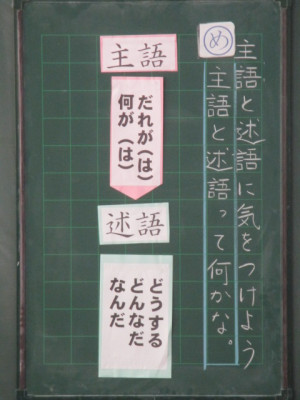 主語と述語に気をつけよう
め
主語と述語って何かな。
主語
だれが(は)
何が(は)
述語
どうする
どんなだ
なんだ